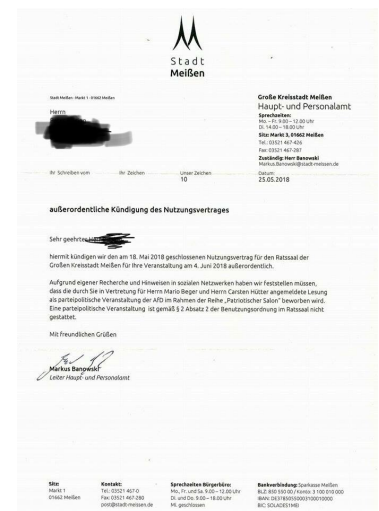 Stadt
Meißen
Stadt Meißen · Markt 1 · 01662 Meißen
Herrn
Große Kreisstadt Meißen
Haupt- und Personalamt
Sprechzeiten:
Mo. – Fr. 9.00 – 12.00 Uhr
Di. 14.00 – 18.00 Uhr
Sitz: Markt 3, 01662 Meißen
Tel.: 03521 467-426
Fax: 03521 467-287
Zuständig: Herr Banowski
Markus.Banowski@stadt-meissen.de
Ihr Schreiben vom Ihr Zeichen Unser Zeichen Datum:
10 25.05.2018
außerordentliche Kündigung des Nutzungsvertrages
Sehr geehrter
hiermit kündigen wir den am 18. Mai 2018 geschlossenen Nutzungsvertrag für den Ratssaal der
Großen Kreisstadt Meißen für Ihre Veranstaltung am 4. Juni 2018 außerordentlich.
Aufgrund eigener Recherche und Hinweisen in sozialen Netzwerken haben wir feststellen müssen,
dass die durch Sie in Vertretung für Herrn Mario Beger und Herrn Carsten Hütter angemeldete Lesung
als parteipolitische Veranstaltung der AfD im Rahmen der Reihe „Patriotischer Salon“ beworben wird.
Eine parteipolitische Veranstaltung ist gemäß § 2 Absatz 2 der Benutzungsordnung im Ratssaal nicht
gestattet.
Mit freundlichen Grüßen
Markus Banowski
Leiter Haupt- und Personalamt
Sitz: Kontakt: Sprechzeiten Bürgerbüro: Bankverbindung: Sparkasse Meißen
Markt 1 Tel.: 03521 467-0 Mo., Fr. und Sa. 9.00 – 12.00 Uhr BLZ: 850 550 00 / Konto: 3 100 010 000
01662 Meißen Fax: 03521 467-280 Di. und Do. 9.00 – 18.00 Uhr IBAN: DE37850550003100010000
post@stadt-meissen.de Mi. geschlossen BIC: SOLADES1MEI